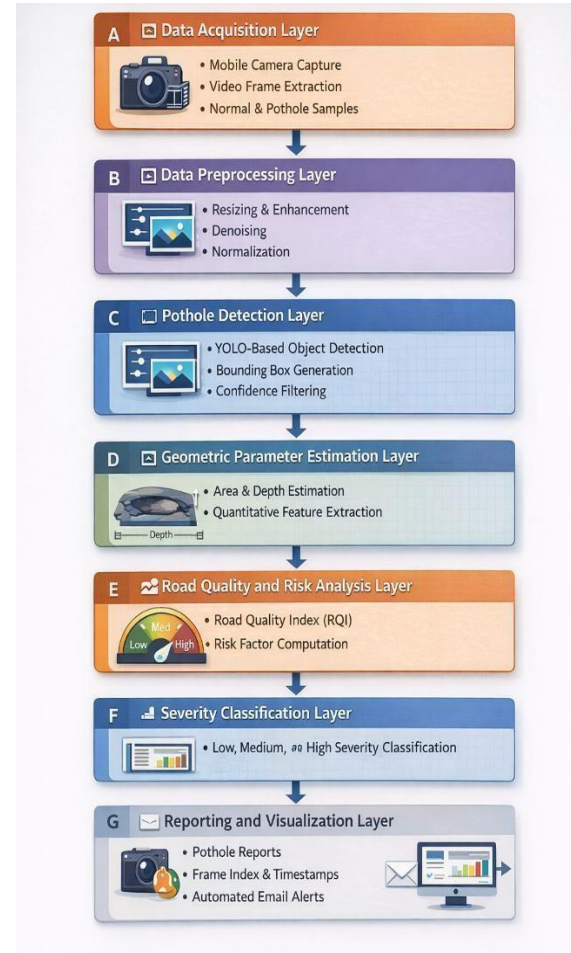 A Data Acquisition Layer
• Mobile Camera Capture
• Video Frame Extraction
• Normal & Pothole Samples
B Data Preprocessing Layer
• Resizing & Enhancement
• Denoising
• Normalization
C Pothole Detection Layer
• YOLO-Based Object Detection
• Bounding Box Generation
• Confidence Filtering
D Geometric Parameter Estimation Layer
• Area & Depth Estimation
• Quantitative Feature Extraction
Depth
E Road Quality and Risk Analysis Layer
Low Med High
• Road Quality Index (RQI)
• Risk Factor Computation
F Severity Classification Layer
• Low, Medium, High Severity Classification
G Reporting and Visualization Layer
• Pothole Reports
• Frame Index & Timestamps
• Automated Email Alerts